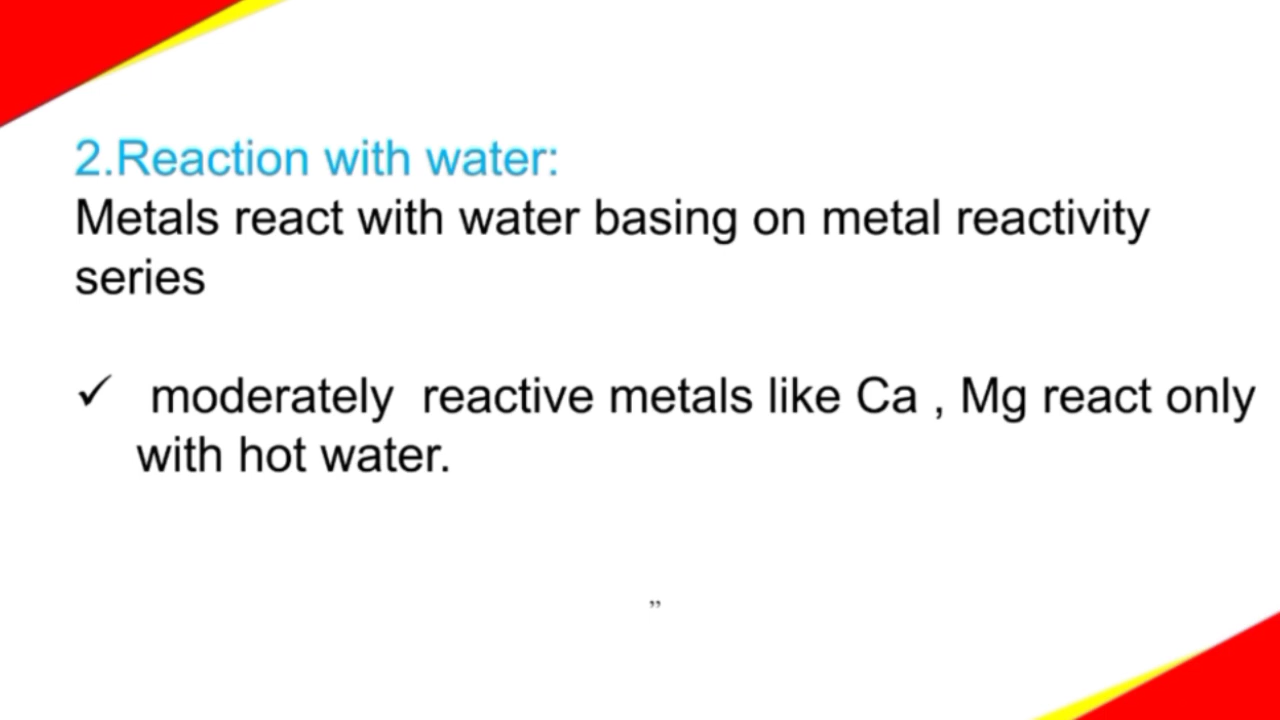 2.Reaction with water:
Metals react with water basing on metal reactivity
series
✓ moderately reactive metals like Ca , Mg react only
with hot water.
”